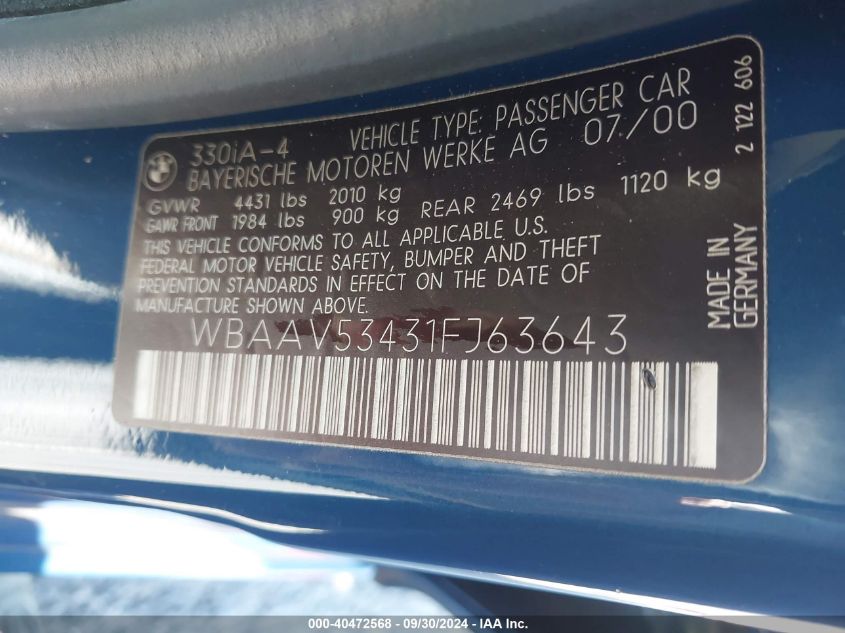 330iA-4 VEHICLE TYPE: PASSENGER CAR
BAYERISCHE MOTOREN WERKE AG 07/00
GVWR 4431 lbs 2010 kg
GAWR FRONT 1984 lbs 900 kg REAR 2469 lbs 1120 kg
THIS VEHICLE CONFORMS TO ALL APPLICABLE U.S.
FEDERAL MOTOR VEHICLE SAFETY, BUMPER AND THEFT
PREVENTION STANDARDS IN EFFECT ON THE DATE OF
MANUFACTURE SHOWN ABOVE.
WBAAV53431FJ63643
MADE IN
GERMANY
2 122 606
000-40472568 - 09/30/2024 - IAA Inc.